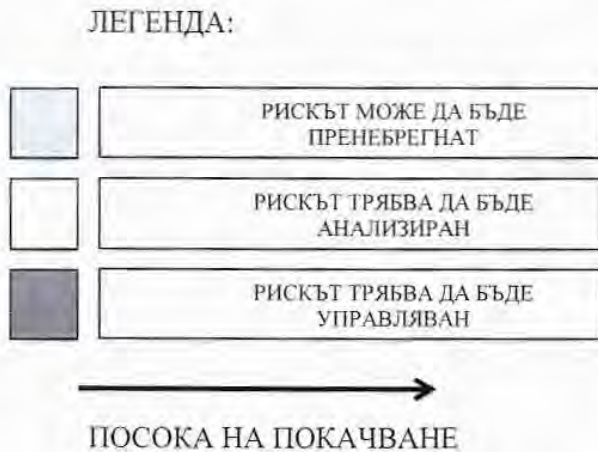 ЛЕГЕНДА:
РИСКЪТ МОЖЕ ДА БЪДЕ
ПРЕНЕБРЕГНАТ
РИСКЪТ ТРЯБВА ДА БЪДЕ
АНАЛИЗИРАН
РИСКЪТ ТРЯБВА ДА БЪДЕ
УПРАВЛЯВАН
ПОСОКА НА ПОКАЧВАНЕ